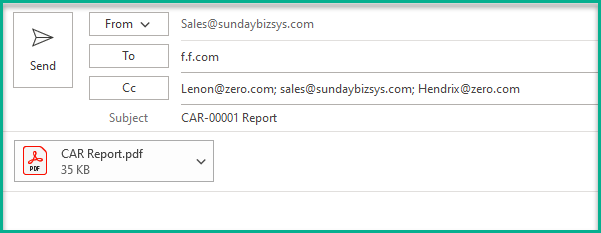 From Sales@sundaybizsys.com
Send
To f.f.com
Cc Lenon@zero.com; sales@sundaybizsys.com; Hendrix@zero.com
Subject CAR-00001 Report
PDF
CAR Report.pdf
35 KB